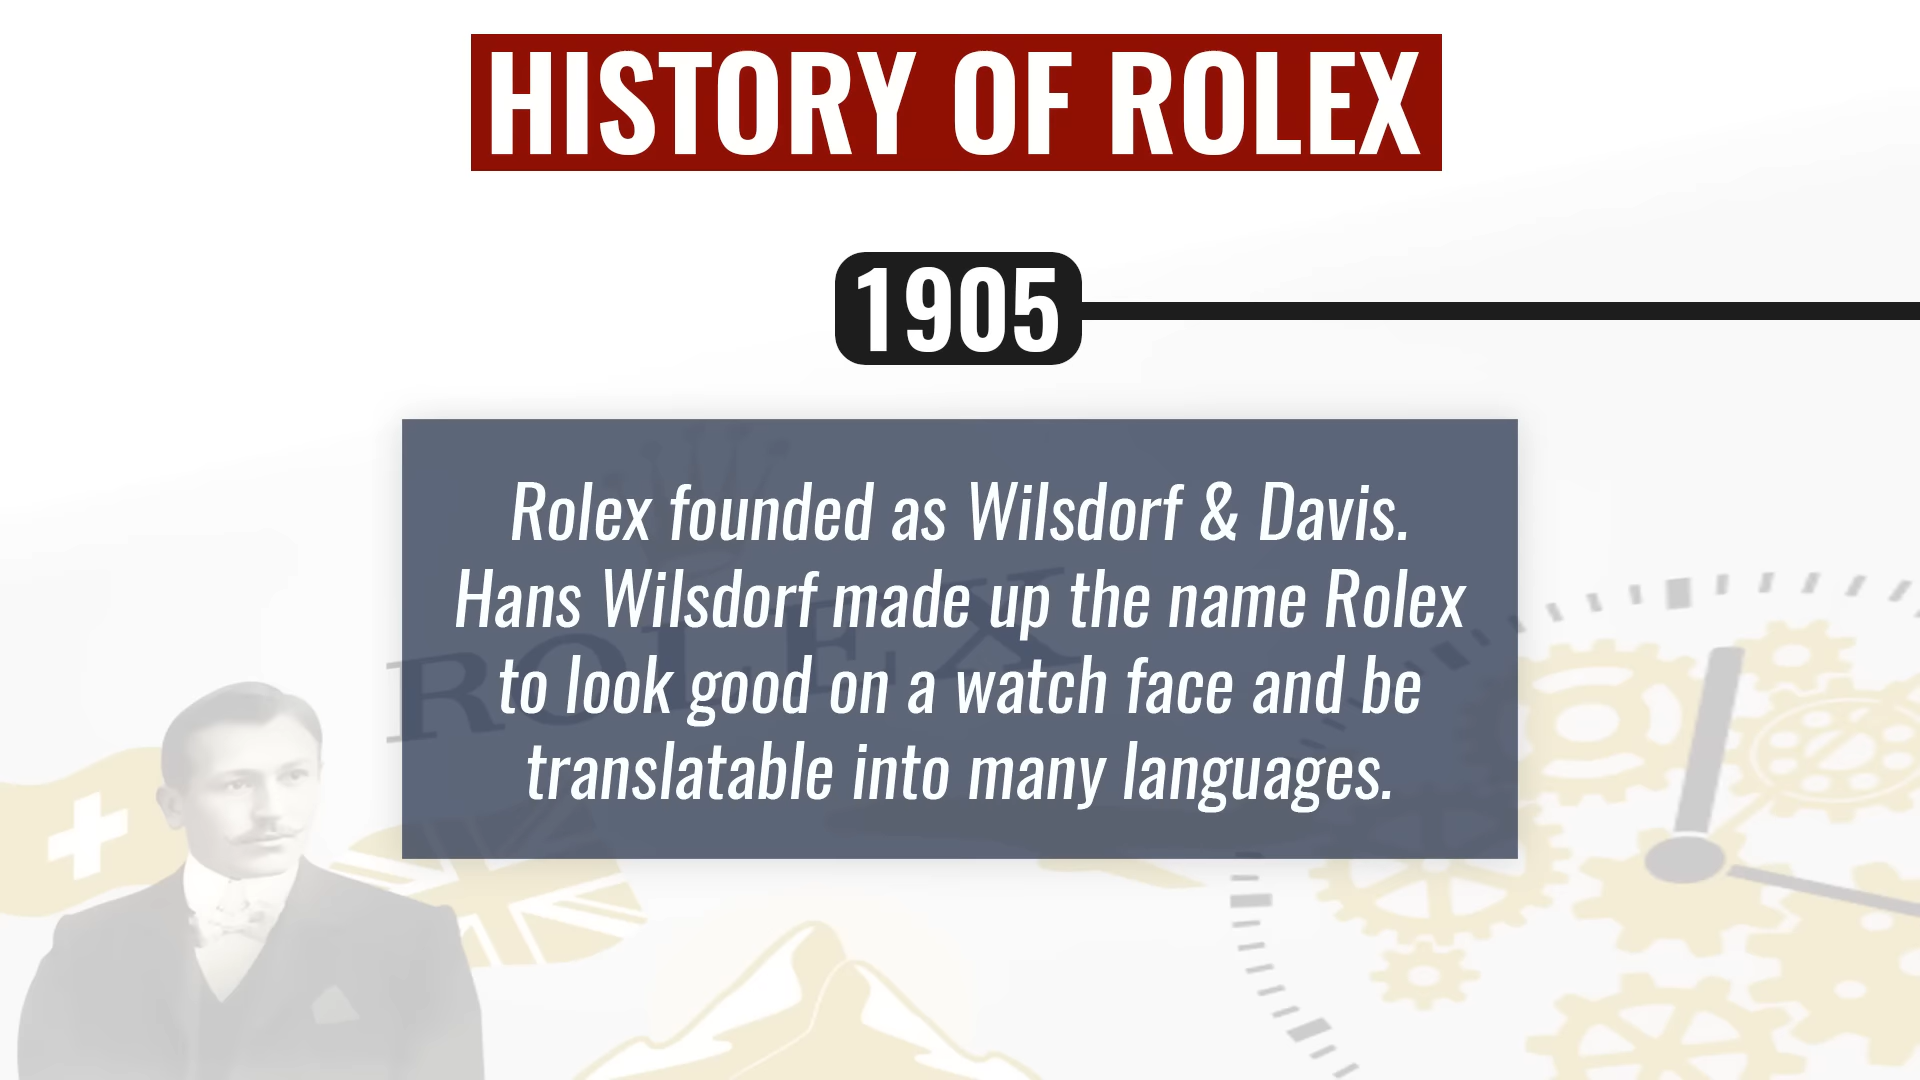 HISTORY OF ROLEX
1905
Rolex founded as Wilsdorf & Davis.
Hans Wilsdorf made up the name Rolex
to look good on a watch face and be
translatable into many languages.
ROLEX